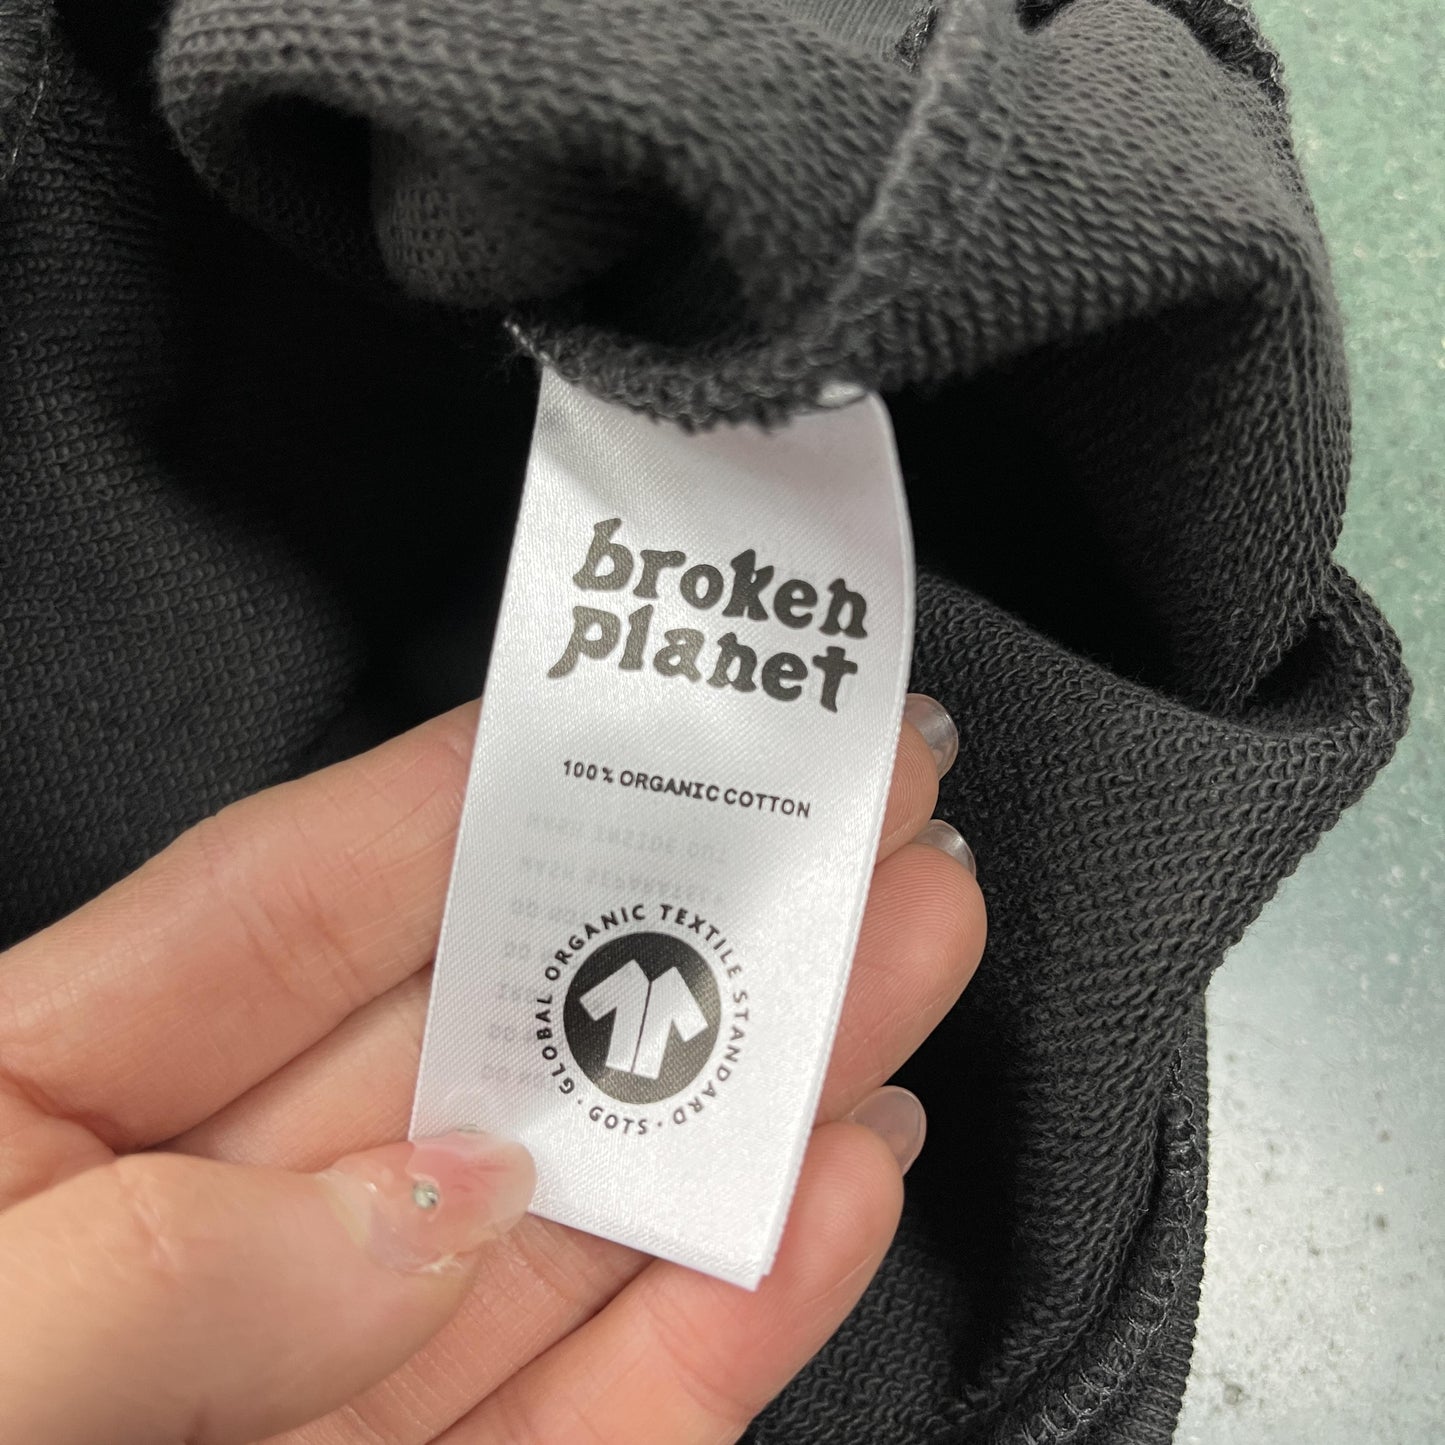 broken
planet
100% ORGANIC COTTON
GLOBAL ORGANIC TEXTILE STANDARD · GOTS ·